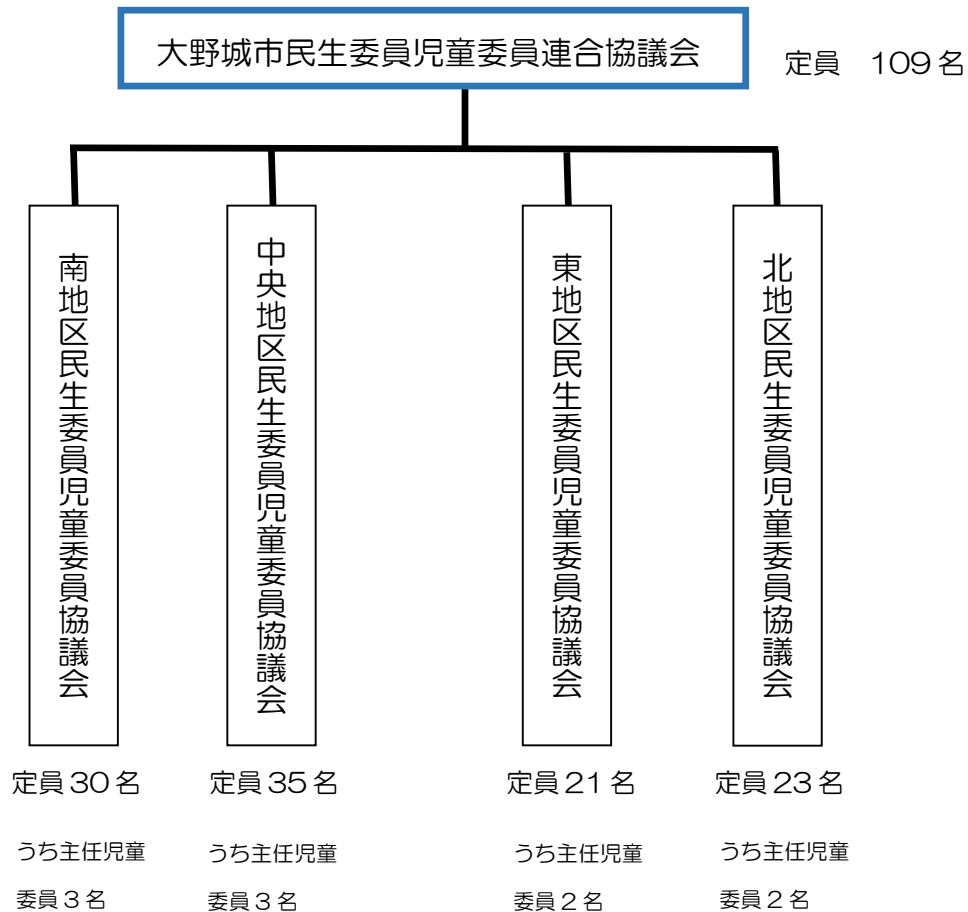 大野城市民生委員児童委員連合協議会
定員　109名
南地区民生委員児童委員協議会
中央地区民生委員児童委員協議会
東地区民生委員児童委員協議会
北地区民生委員児童委員協議会
定員30名
うち主任児童
委員3名
定員35名
うち主任児童
委員3名
定員21名
うち主任児童
委員2名
定員23名
うち主任児童
委員2名